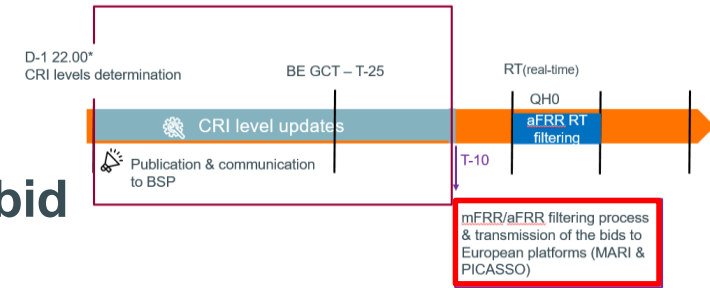 D-1 22.00*
CRI levels determination
BE GCT – T-25
RT(real-time)
QH0
CRI level updates
aFRR RT
filtering
Publication & communication
to BSP
T-10
bid
mFRR/aFRR filtering process
& transmission of the bids to
European platforms (MARI &
PICASSO)